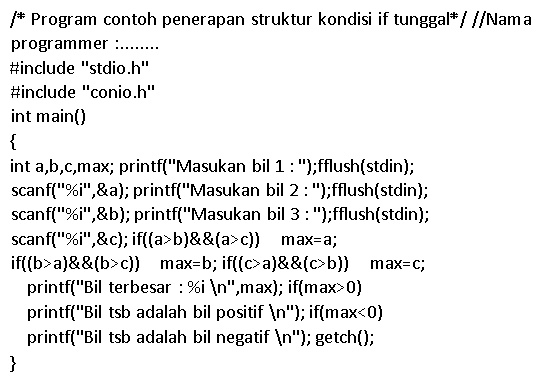 /* Program contoh penerapan struktur kondisi if tunggal*/ //Nama
programmer :........
#include "stdio.h"
#include "conio.h"
int main()
{
int a,b,c,max; printf("Masukan bil 1 : ");fflush(stdin);
scanf("%i",&a); printf("Masukan bil 2 : ");fflush(stdin);
scanf("%i",&b); printf("Masukan bil 3 : ");fflush(stdin);
scanf("%i",&c); if((a>b)&&(a>c)) max=a;
if((b>a)&&(b>c)) max=b; if((c>a)&&(c>b)) max=c;
printf("Bil terbesar : %i \n",max); if(max>0)
printf("Bil tsb adalah bil positif \n"); if(max<0)
printf("Bil tsb adalah bil negatif \n"); getch();
}